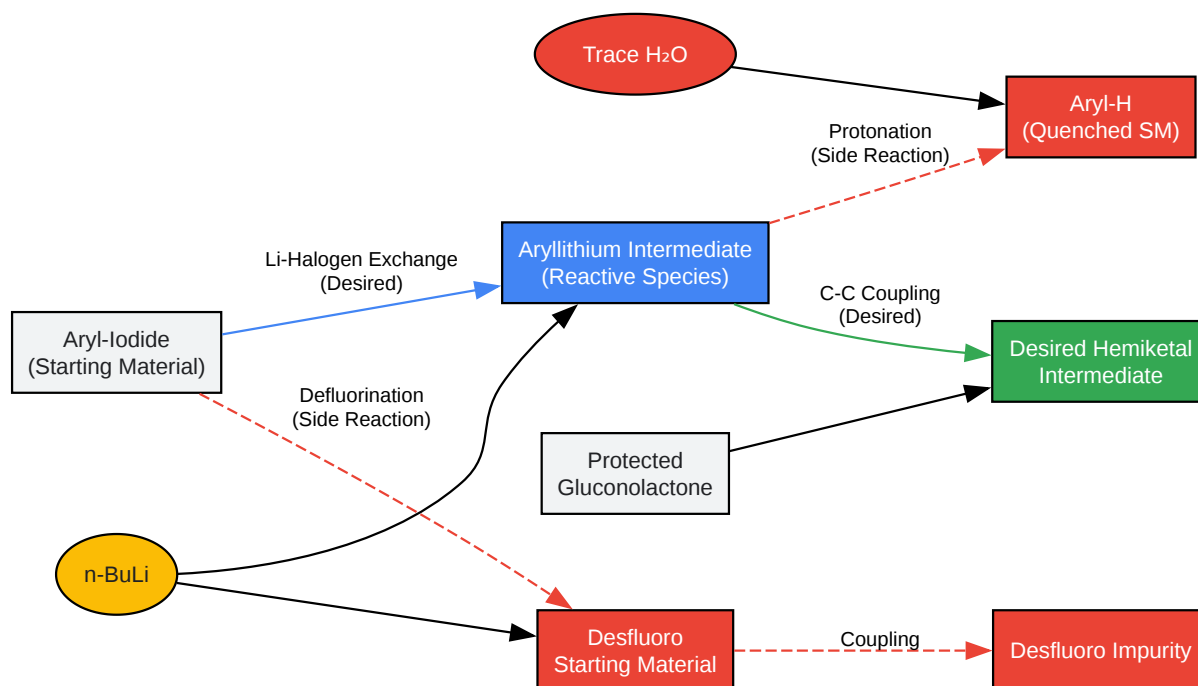 Trace H₂O
Aryl-H
(Quenched SM)
Protonation
(Side Reaction)
Aryllithium Intermediate
(Reactive Species)
Li-Halogen Exchange
(Desired)
C-C Coupling
(Desired)
Aryl-Iodide
(Starting Material)
Desired Hemiketal
Intermediate
Defluorination
(Side Reaction)
Protected
Gluconolactone
n-BuLi
Desfluoro
Starting Material
Coupling
Desfluoro Impurity